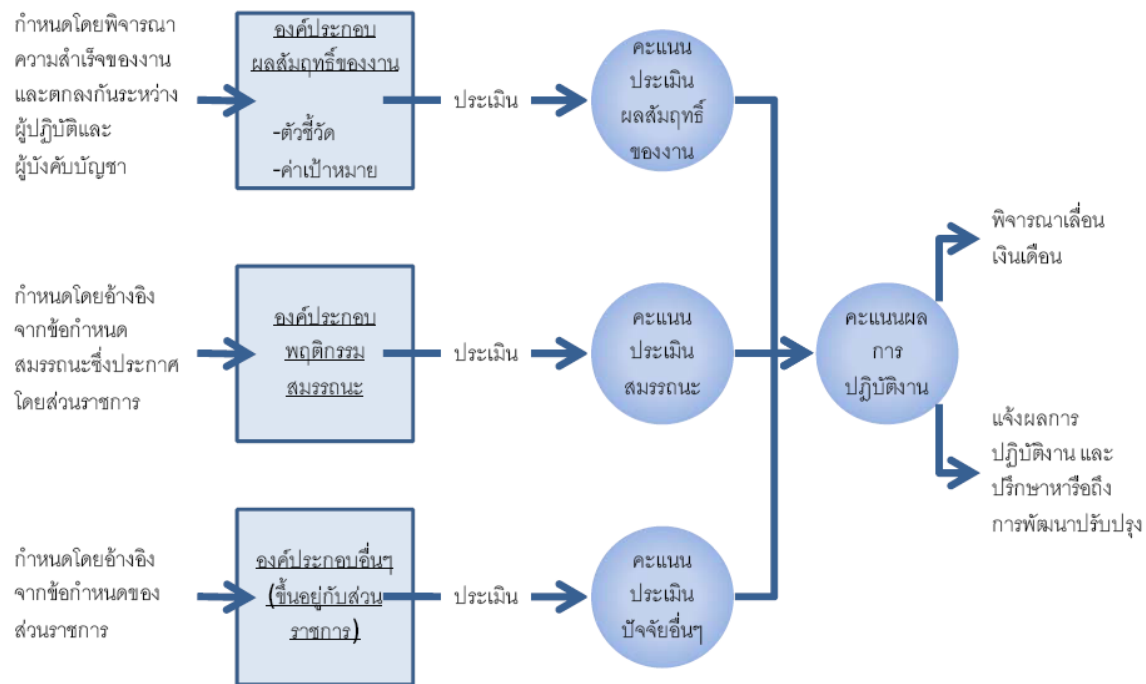 กำหนดโดยพิจารณา
ความสำเร็จของงาน
และตกลงกันระหว่าง
ผู้ปฏิบัติและ
ผู้บังคับบัญชา
องค์ประกอบ
ผลสัมฤทธิ์ของงาน
-ตัวชี้วัด
-ค่าเป้าหมาย
ประเมิน
คะแนน
ประเมิน
ผลสัมฤทธิ์
ของงาน
กำหนดโดยอ้างอิง
จากข้อกำหนด
สมรรถนะซึ่งประกาศ
โดยส่วนราชการ
องค์ประกอบ
พฤติกรรม
สมรรถนะ
ประเมิน
คะแนน
ประเมิน
สมรรถนะ
กำหนดโดยอ้างอิง
จากข้อกำหนดของ
ส่วนราชการ
องค์ประกอบอื่นๆ
(ขึ้นอยู่กับส่วน
ราชการ)
ประเมิน
คะแนน
ประเมิน
ปัจจัยอื่นๆ
คะแนนผล
การ
ปฏิบัติงาน
พิจารณาเลื่อน
เงินเดือน
แจ้งผลการ
ปฏิบัติงาน และ
ปรึกษาหารือถึง
การพัฒนาปรับปรุง